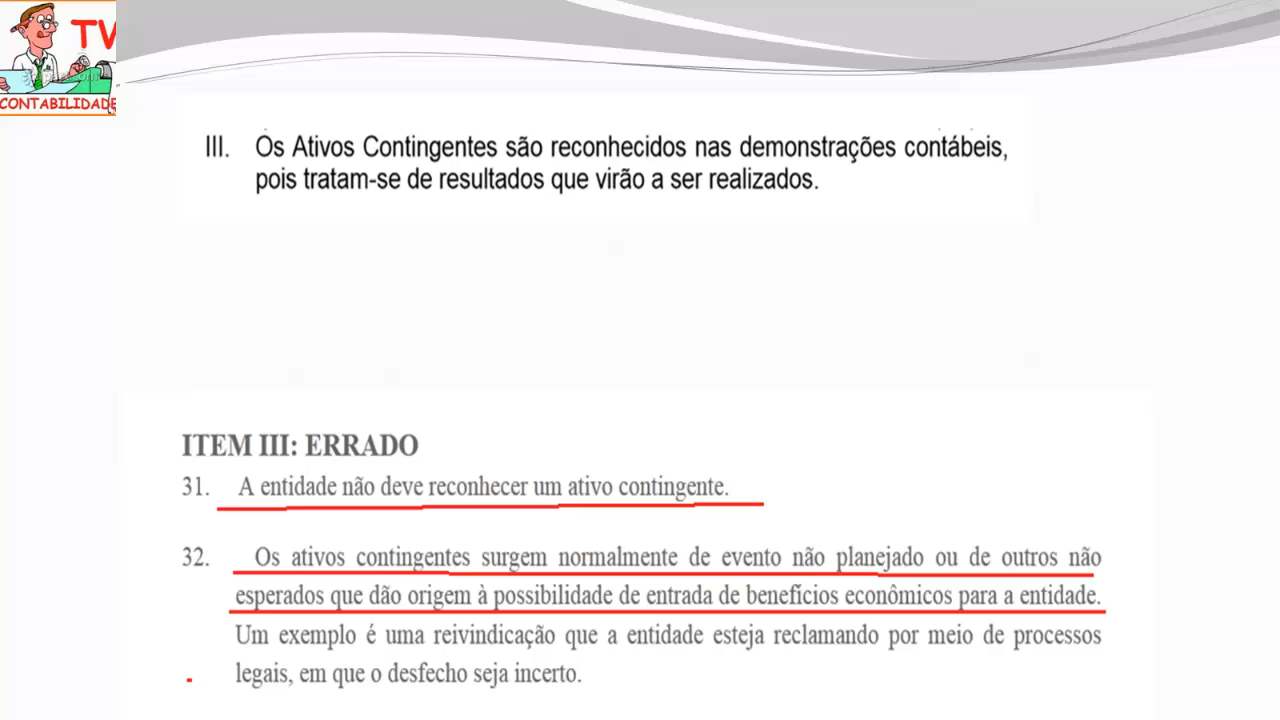 TV
CONTABILIDADE
III. Os Ativos Contingentes são reconhecidos nas demonstrações contábeis,
pois tratam-se de resultados que virão a ser realizados.
ITEM III: ERRADO
31. A entidade não deve reconhecer um ativo contingente.
32. Os ativos contingentes surgem normalmente de evento não planejado ou de outros não
esperados que dão origem à possibilidade de entrada de benefícios econômicos para a entidade.
Um exemplo é uma reivindicação que a entidade esteja reclamando por meio de processos
legais, em que o desfecho seja incerto.